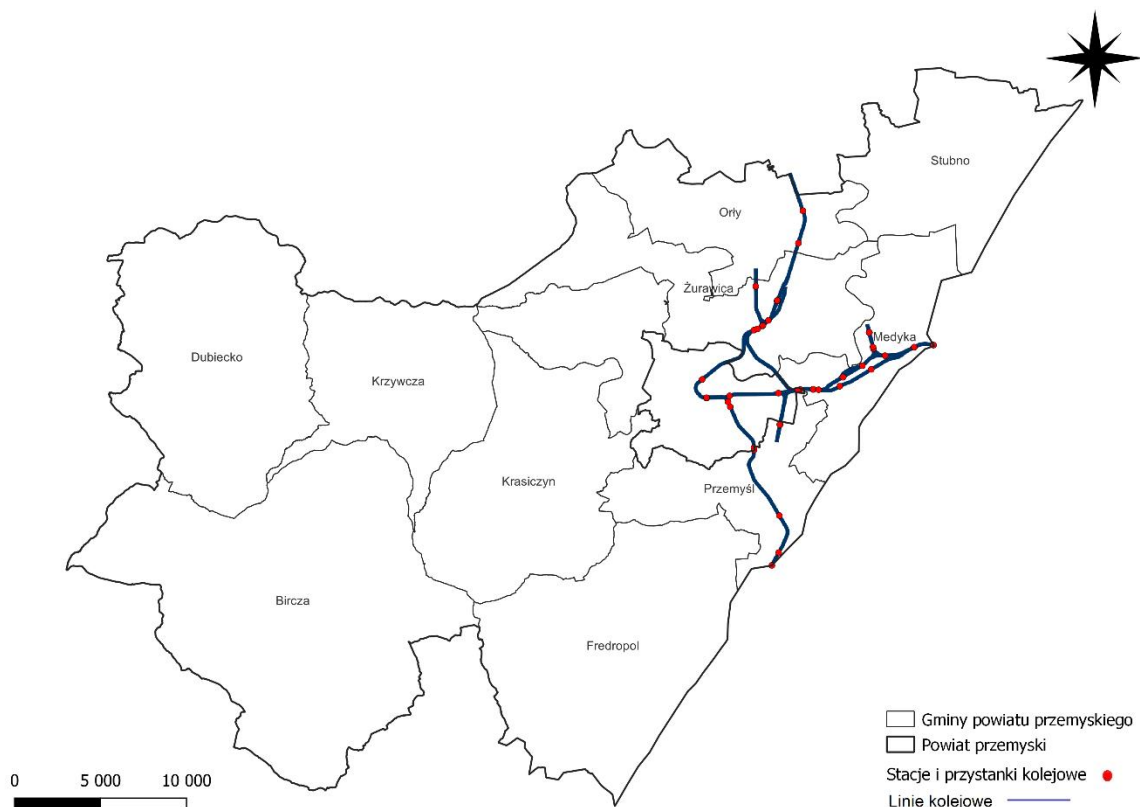 Stubno
Orły
Żurawica
Medyka
Dubiecko
Krzywcza
Krasiczyn
Przemyśl
Bircza
Fredropol
Gminy powiatu przemyskiego
Powiat przemyski
Stacje i przystanki kolejowe
Linie kolejowe
0 5 000 10 000